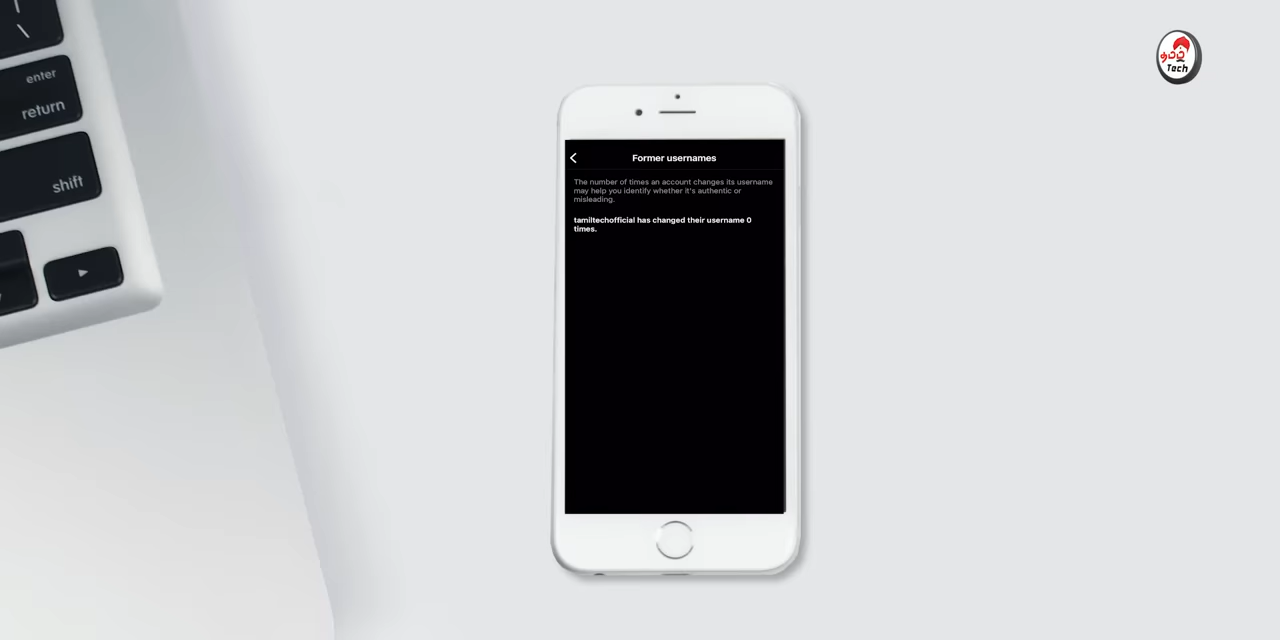 \
enter
return
shift
தமிழ்
Tech
Former usernames
The number of times an account changes its username
may help you identify whether it's authentic or
misleading.
tamiltechofficial has changed their username 0
times.